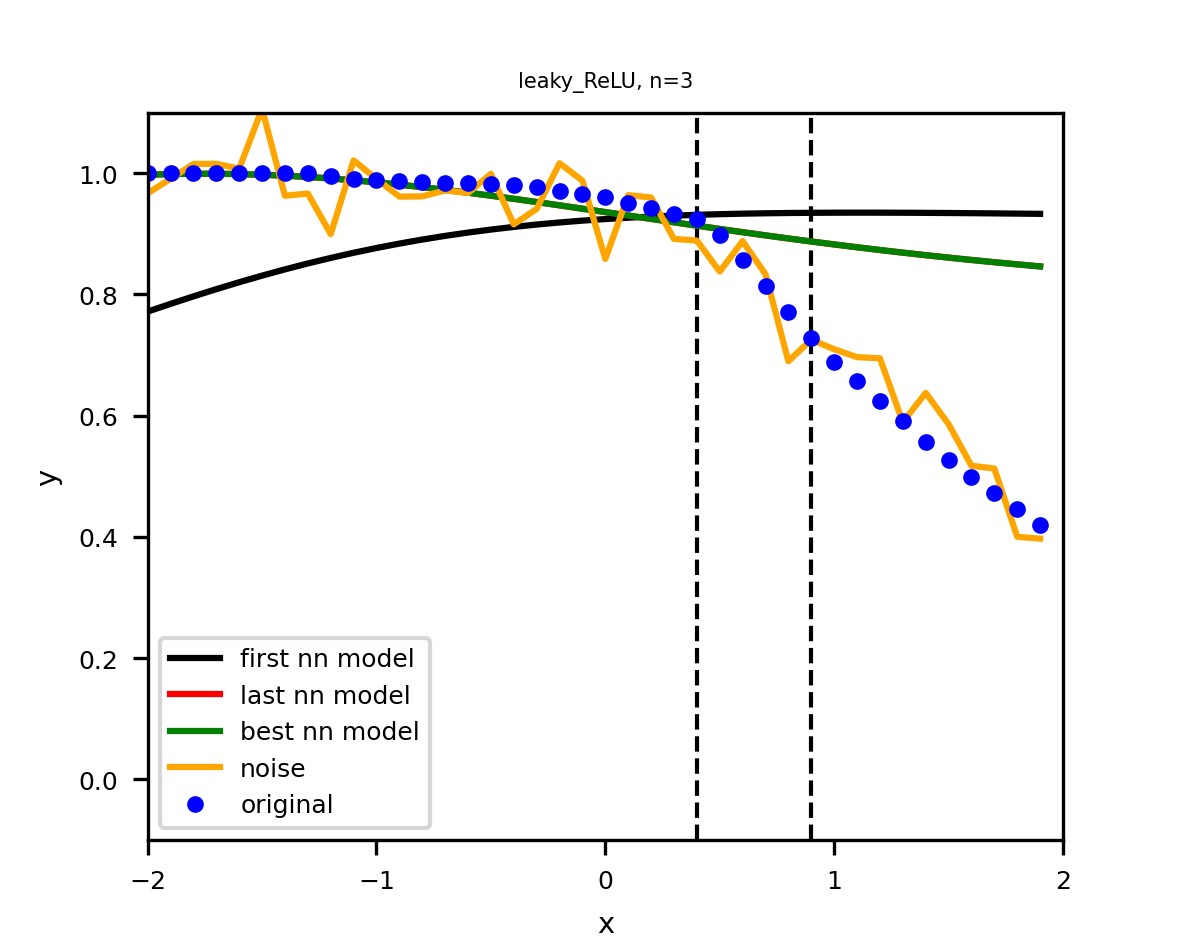 leaky_ReLU, n=3
1.0
0.8
0.6
0.4
0.2
0.0
y
first nn model
last nn model
best nn model
noise
original
−2 −1 0 1 2
x